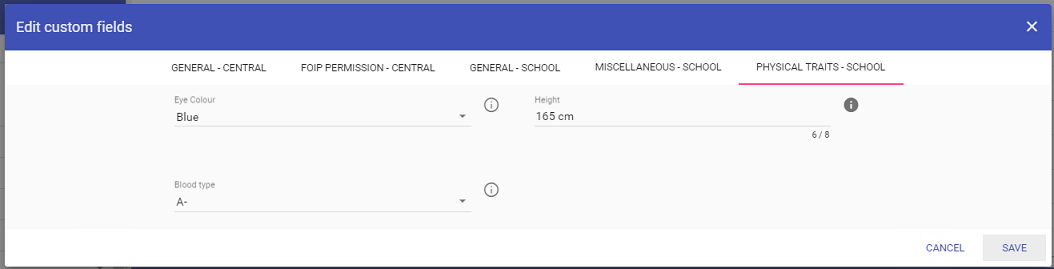 Edit custom fields
GENERAL - CENTRAL FOIP PERMISSION - CENTRAL GENERAL - SCHOOL MISCELLANEOUS - SCHOOL PHYSICAL TRAITS - SCHOOL
Eye Colour Height
Blue 165 cm
6 / 8
Blood type
A-
CANCEL SAVE